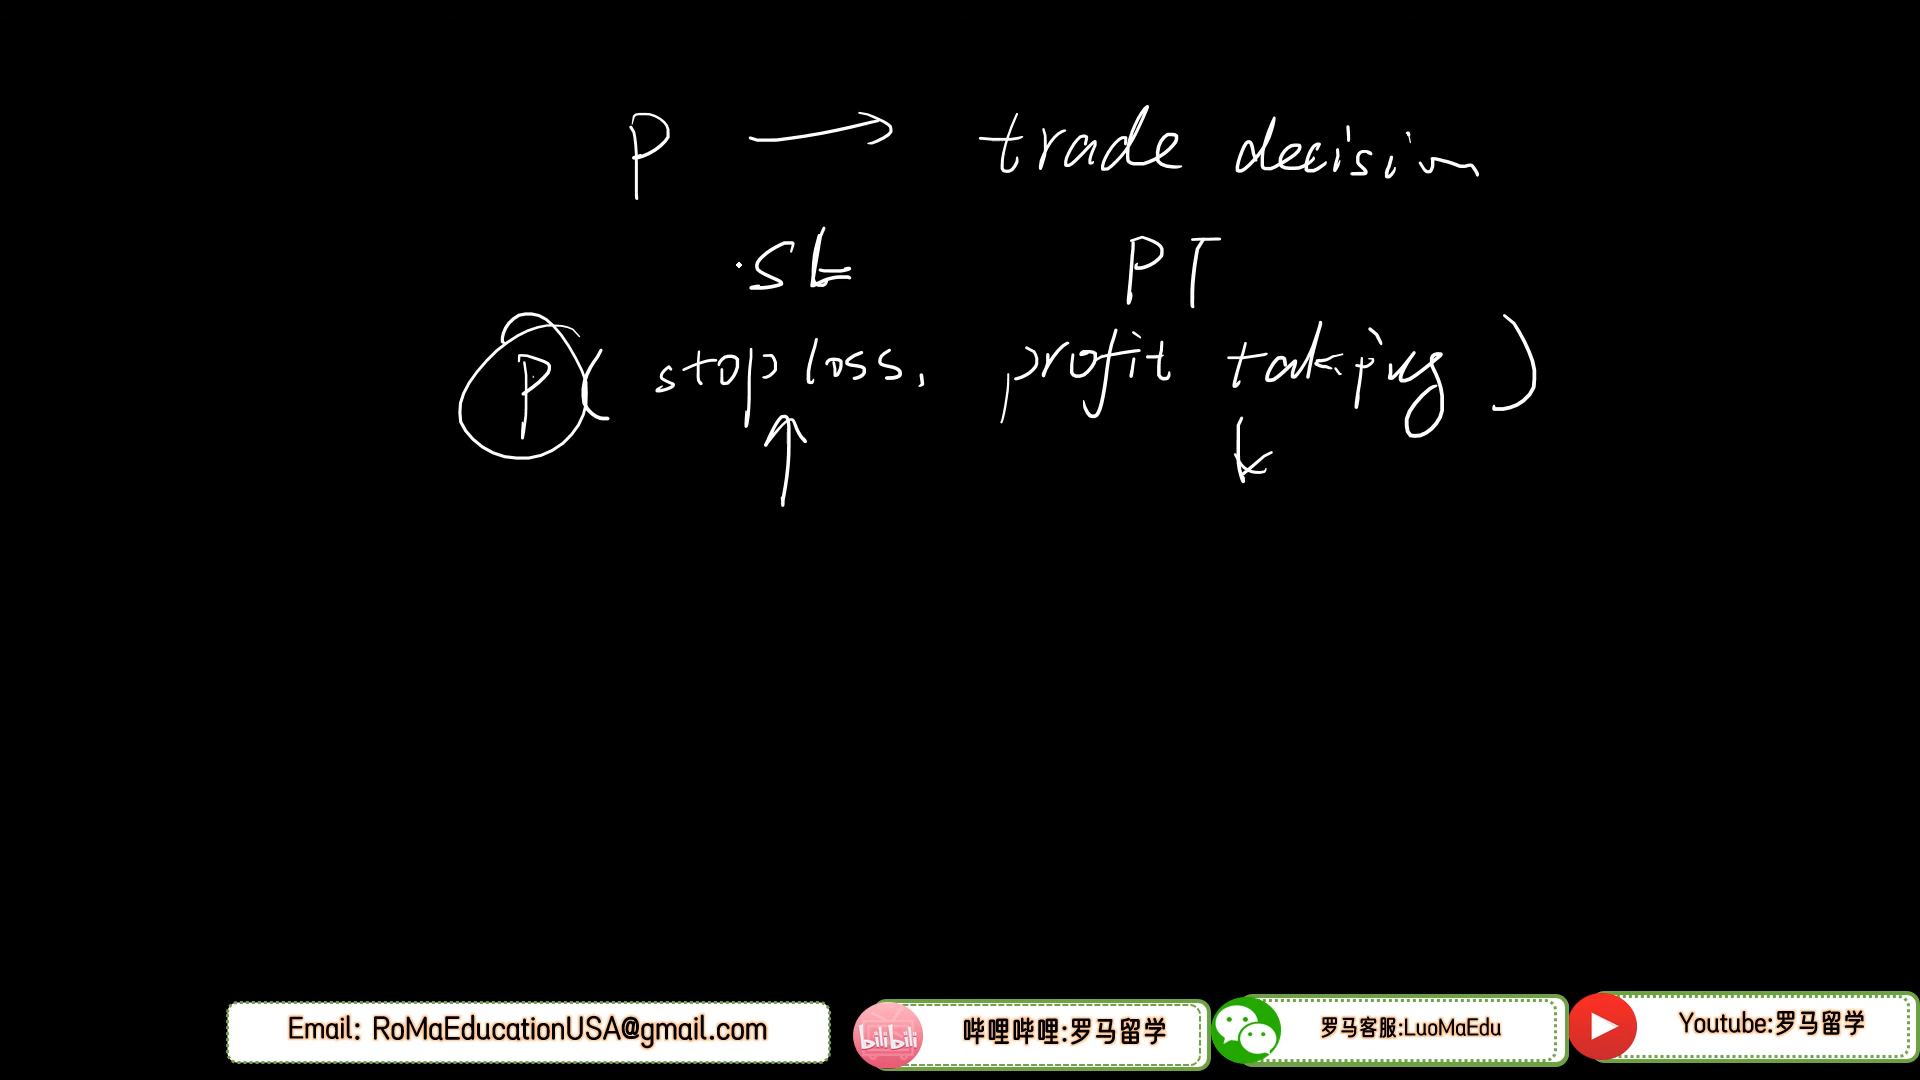 P → trade decision
SL PT
P( stop loss, profit taking )
Email: RoMaEducationUSA@gmail.com
bilibili
哔哩哔哩:罗马留学
罗马客服:LuoMaEdu
Youtube:罗马留学